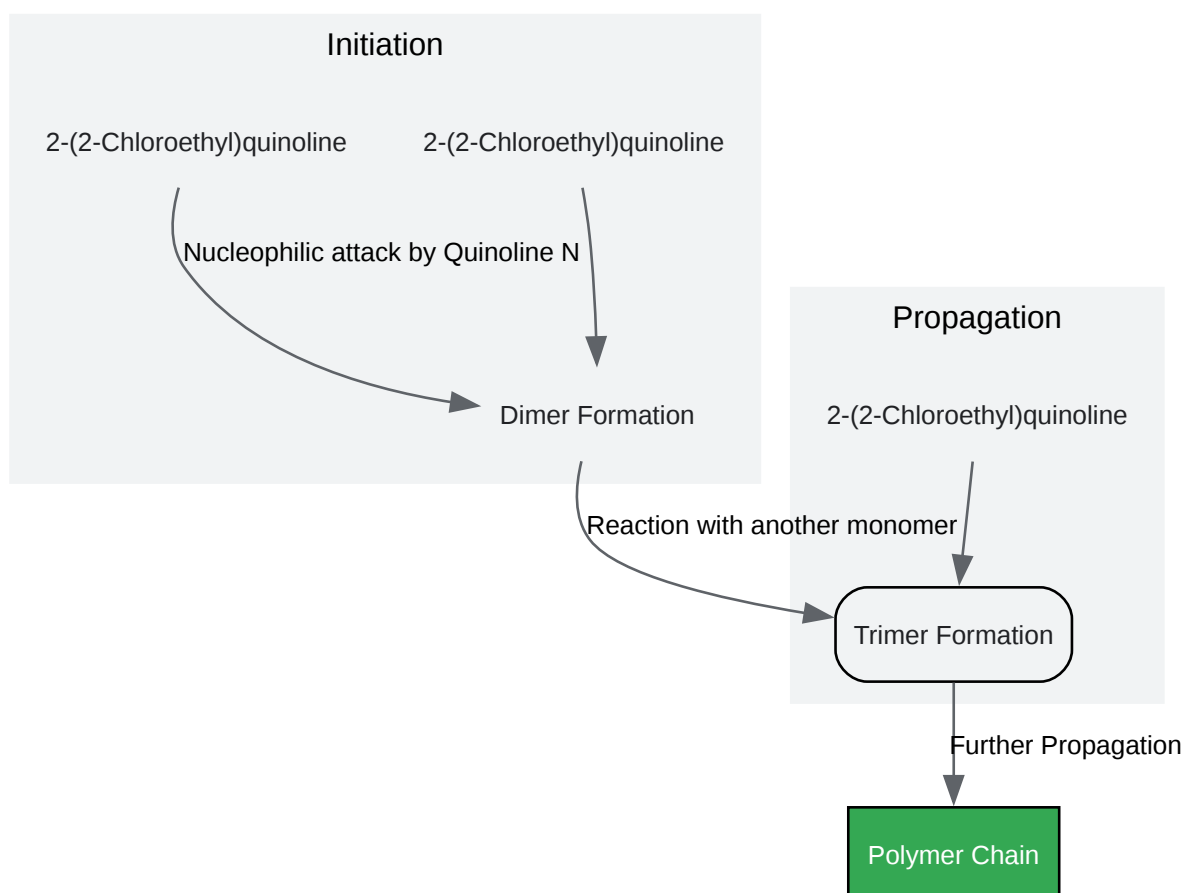 Initiation
2-(2-Chloroethyl)quinoline
2-(2-Chloroethyl)quinoline
Nucleophilic attack by Quinoline N
Dimer Formation
Propagation
2-(2-Chloroethyl)quinoline
Reaction with another monomer
Trimer Formation
Further Propagation
Polymer Chain